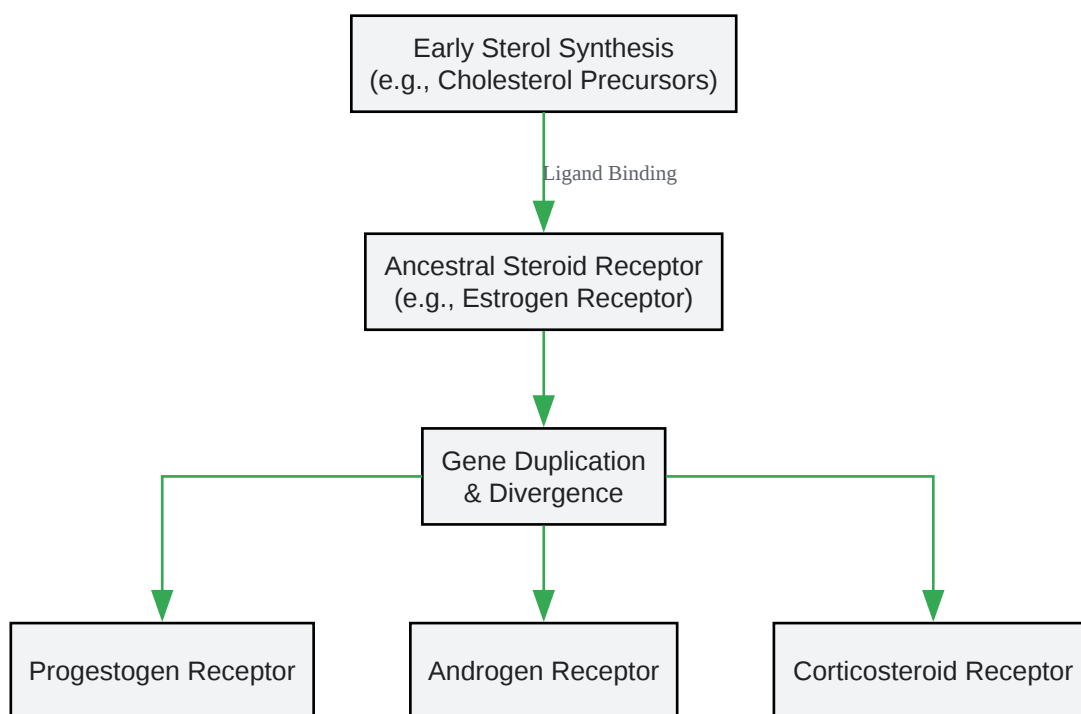 Early Sterol Synthesis
(e.g., Cholesterol Precursors)
Ligand Binding
Ancestral Steroid Receptor
(e.g., Estrogen Receptor)
Gene Duplication
& Divergence
Progestogen Receptor
Androgen Receptor
Corticosteroid Receptor